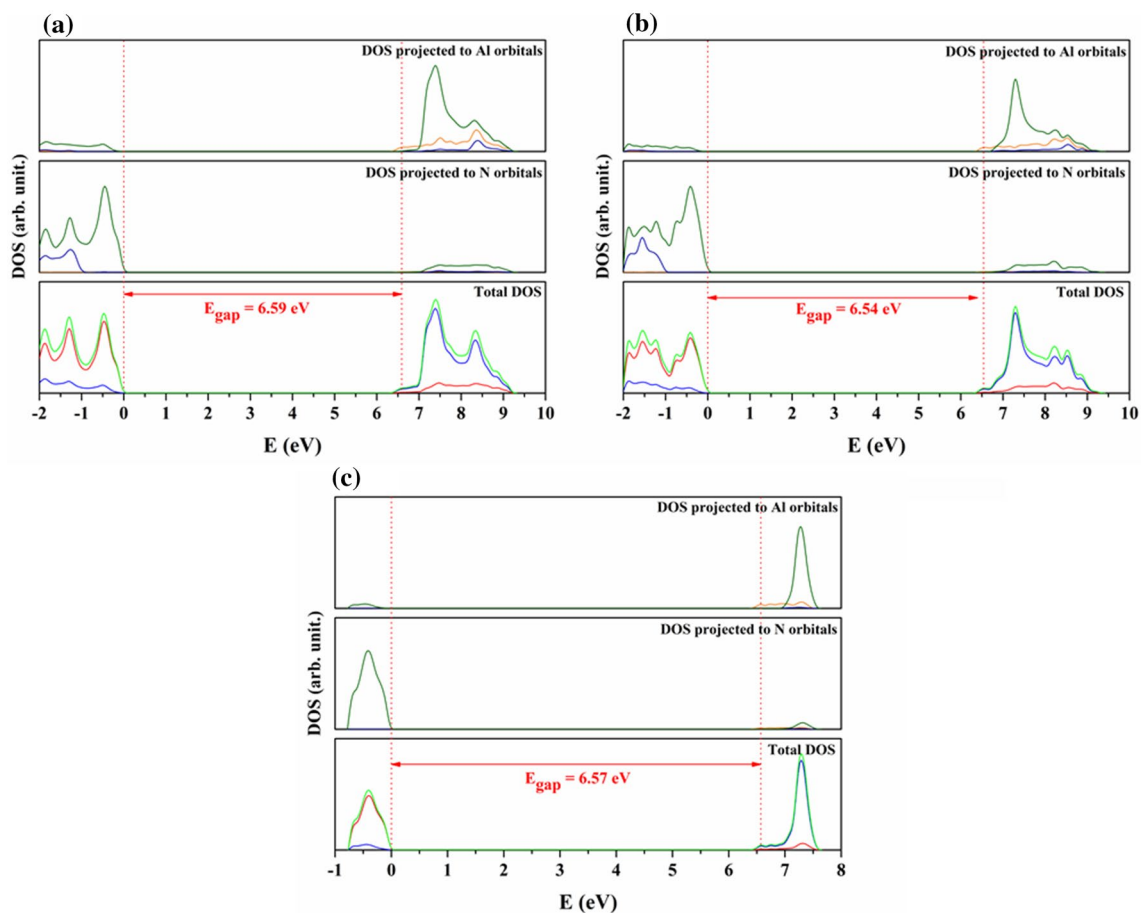 (a)
DOS projected to Al orbitals
DOS projected to N orbitals
Total DOS
E_gap = 6.59 eV
DOS (arb. unit.)
-2 -1 0 1 2 3 4 5 6 7 8 9 10
E (eV)
(b)
DOS projected to Al orbitals
DOS projected to N orbitals
Total DOS
E_gap = 6.54 eV
DOS (arb. unit.)
-2 -1 0 1 2 3 4 5 6 7 8 9 10
E (eV)
(c)
DOS projected to Al orbitals
DOS projected to N orbitals
Total DOS
E_gap = 6.57 eV
DOS (arb. unit.)
-1 0 1 2 3 4 5 6 7 8
E (eV)